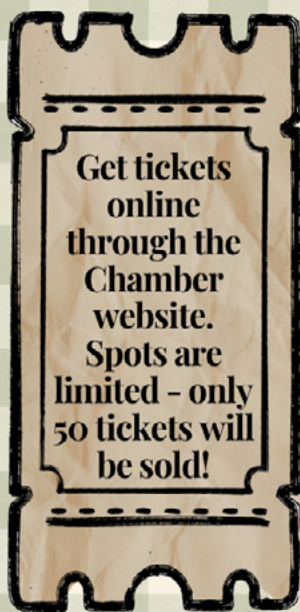 Get tickets
online
through the
Chamber
website.
Spots are
limited - only
50 tickets will
be sold!